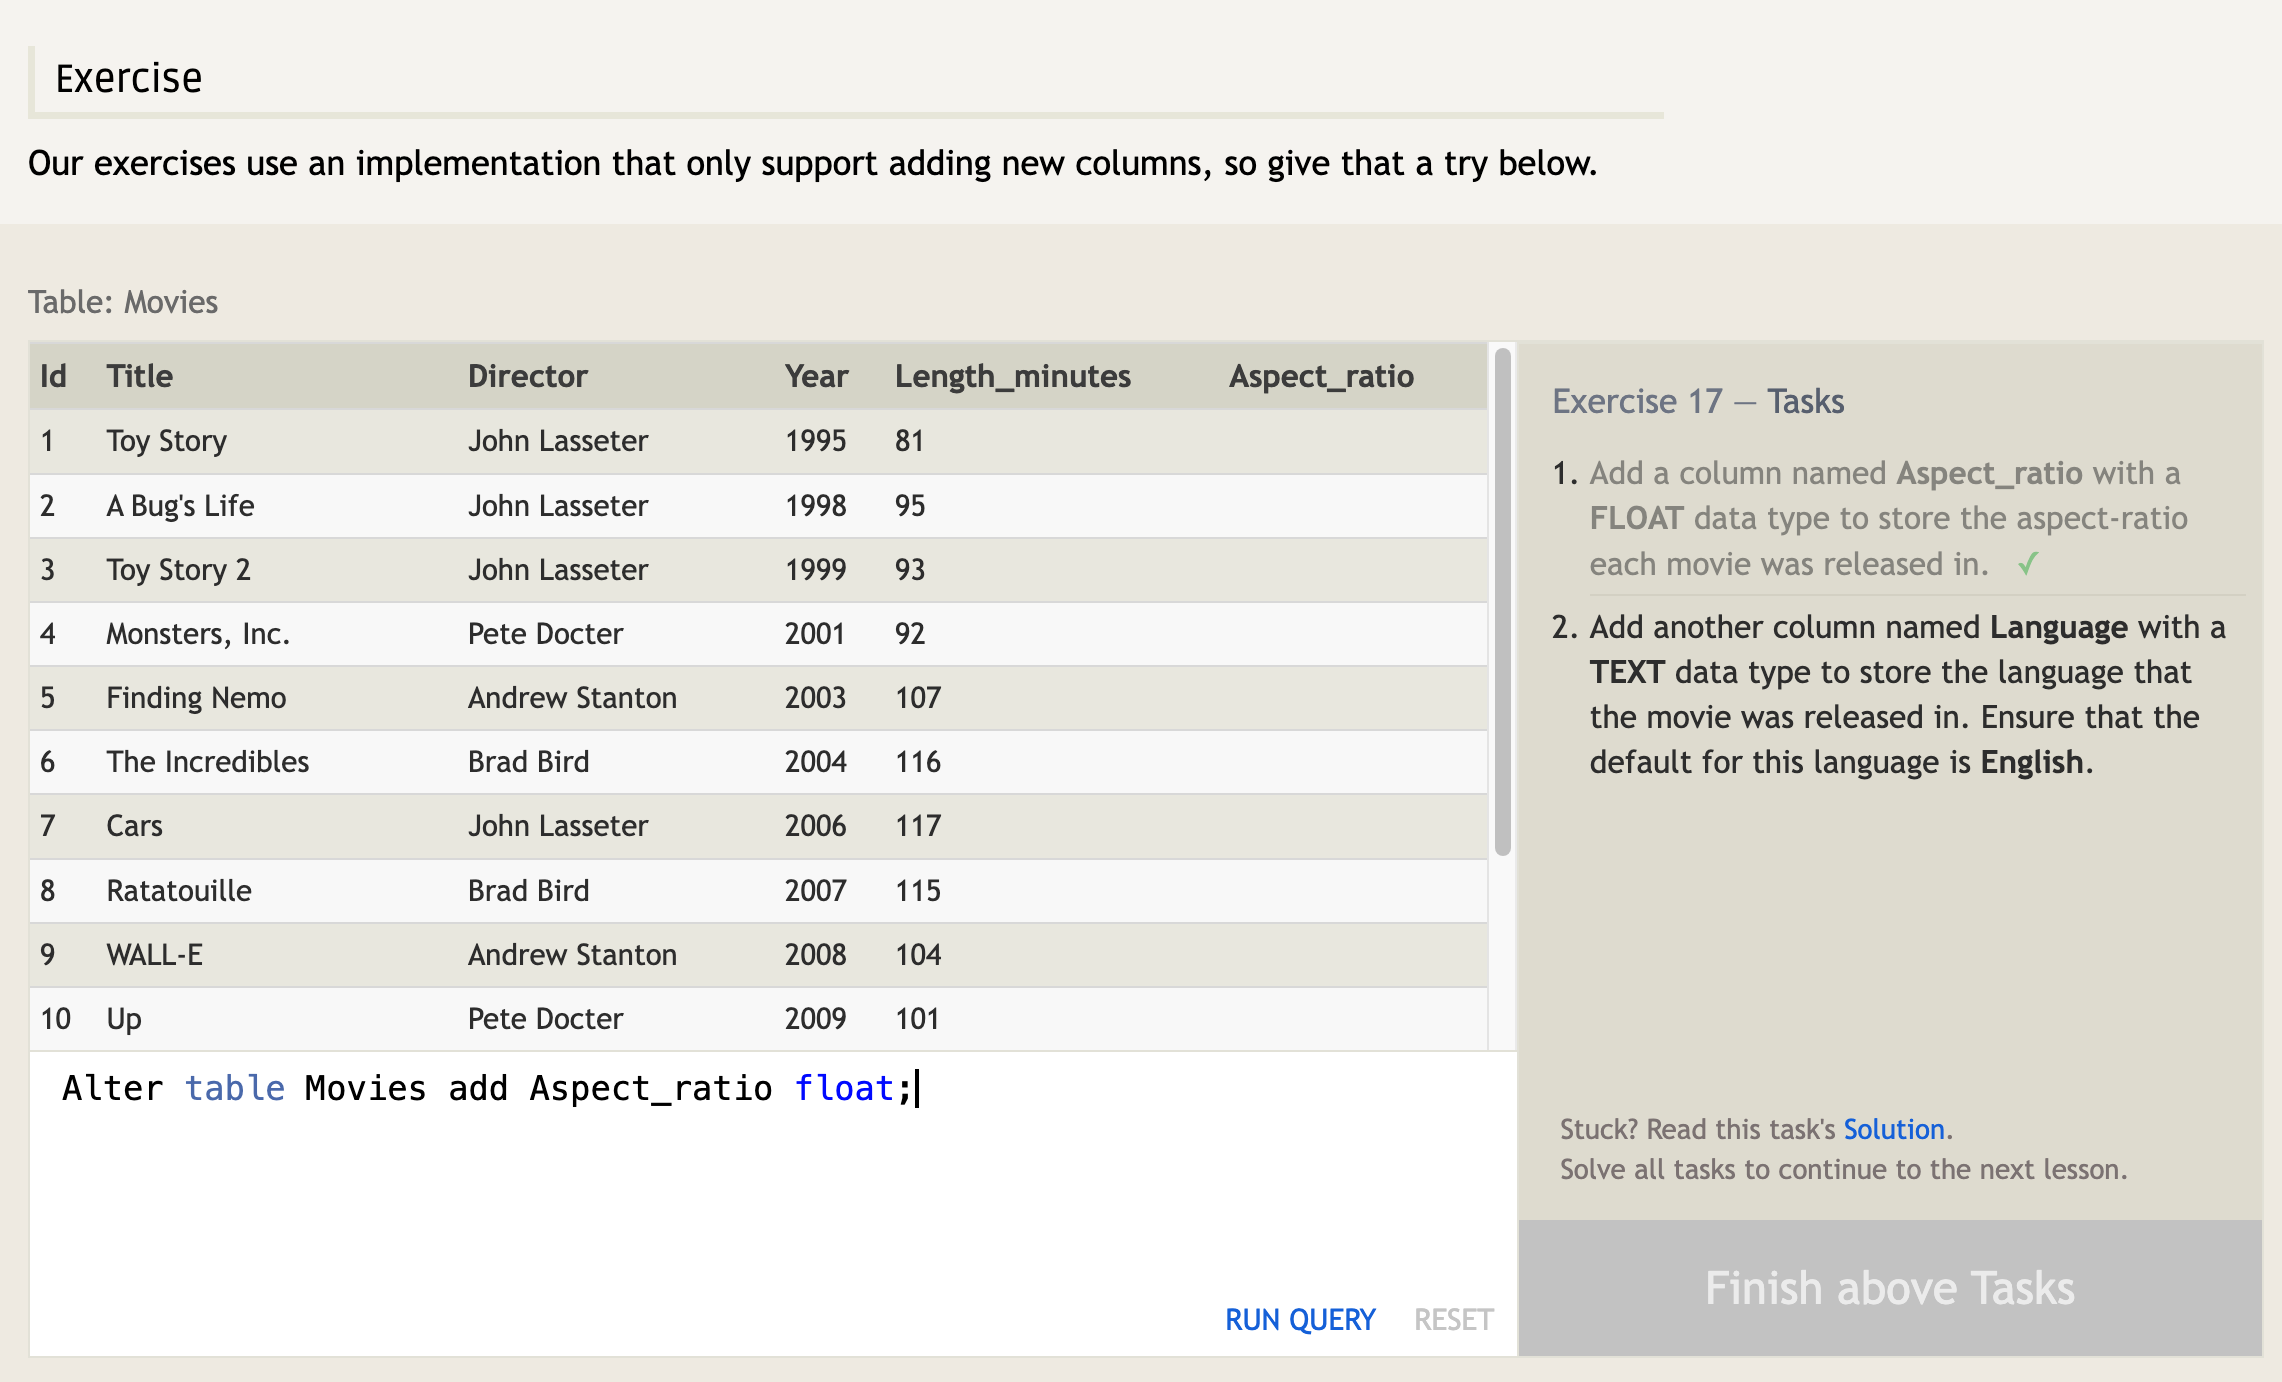 Exercise
Our exercises use an implementation that only support adding new columns, so give that a try below.
Table: Movies
Id Title Director Year Length_minutes Aspect_ratio
1 Toy Story John Lasseter 1995 81
2 A Bug's Life John Lasseter 1998 95
3 Toy Story 2 John Lasseter 1999 93
4 Monsters, Inc. Pete Docter 2001 92
5 Finding Nemo Andrew Stanton 2003 107
6 The Incredibles Brad Bird 2004 116
7 Cars John Lasseter 2006 117
8 Ratatouille Brad Bird 2007 115
9 WALL-E Andrew Stanton 2008 104
10 Up Pete Docter 2009 101
Alter table Movies add Aspect_ratio float;
RUN QUERY RESET
Exercise 17 — Tasks
1. Add a column named Aspect_ratio with a
FLOAT data type to store the aspect-ratio
each movie was released in. ✓
2. Add another column named Language with a
TEXT data type to store the language that
the movie was released in. Ensure that the
default for this language is English.
Stuck? Read this task's Solution.
Solve all tasks to continue to the next lesson.
Finish above Tasks